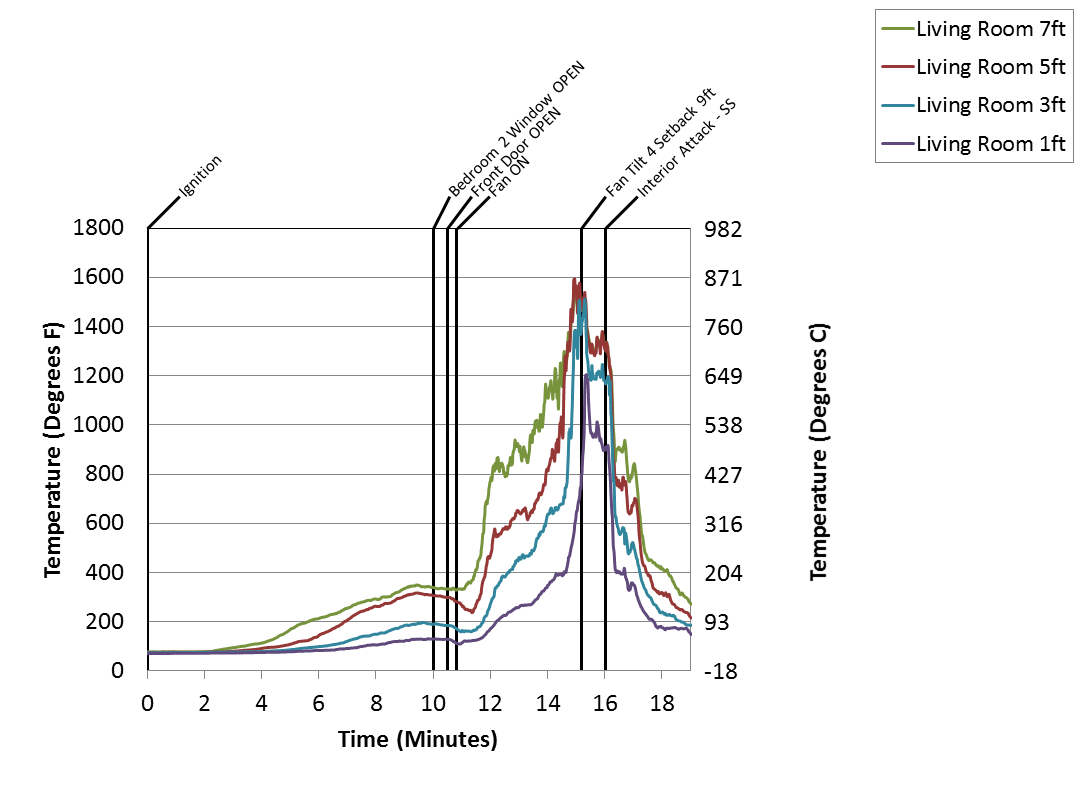 Living Room 7ft
Living Room 5ft
Living Room 3ft
Living Room 1ft
Ignition
Bedroom 2 Window OPEN
Front Door OPEN
Fan ON
Fan Tilt 4 Setback 9ft
Interior Attack - SS
1800
1600
1400
1200
1000
800
600
400
200
0
Temperature (Degrees F)
982
871
760
649
538
427
316
204
93
-18
Temperature (Degrees C)
0 2 4 6 8 10 12 14 16 18
Time (Minutes)